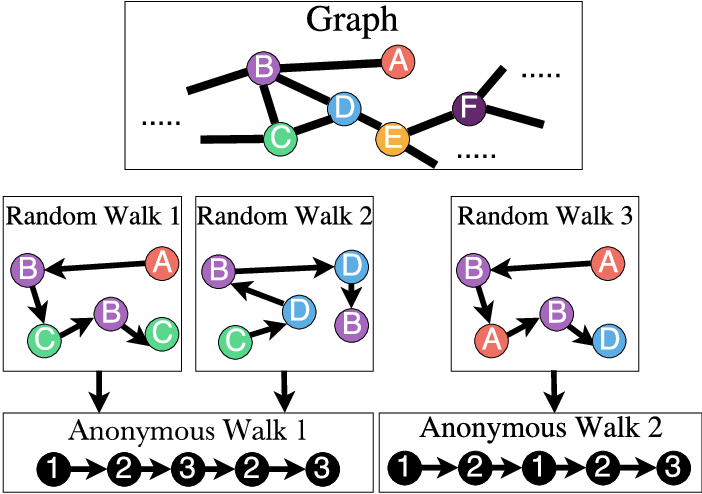 Graph
B A
..... D F .....
C E .....
Random Walk 1
B A
B C
C
Random Walk 2
B D
D B
C
Random Walk 3
B A
B
A D
Anonymous Walk 1
1 2 3 2 3
Anonymous Walk 2
1 2 1 2 3